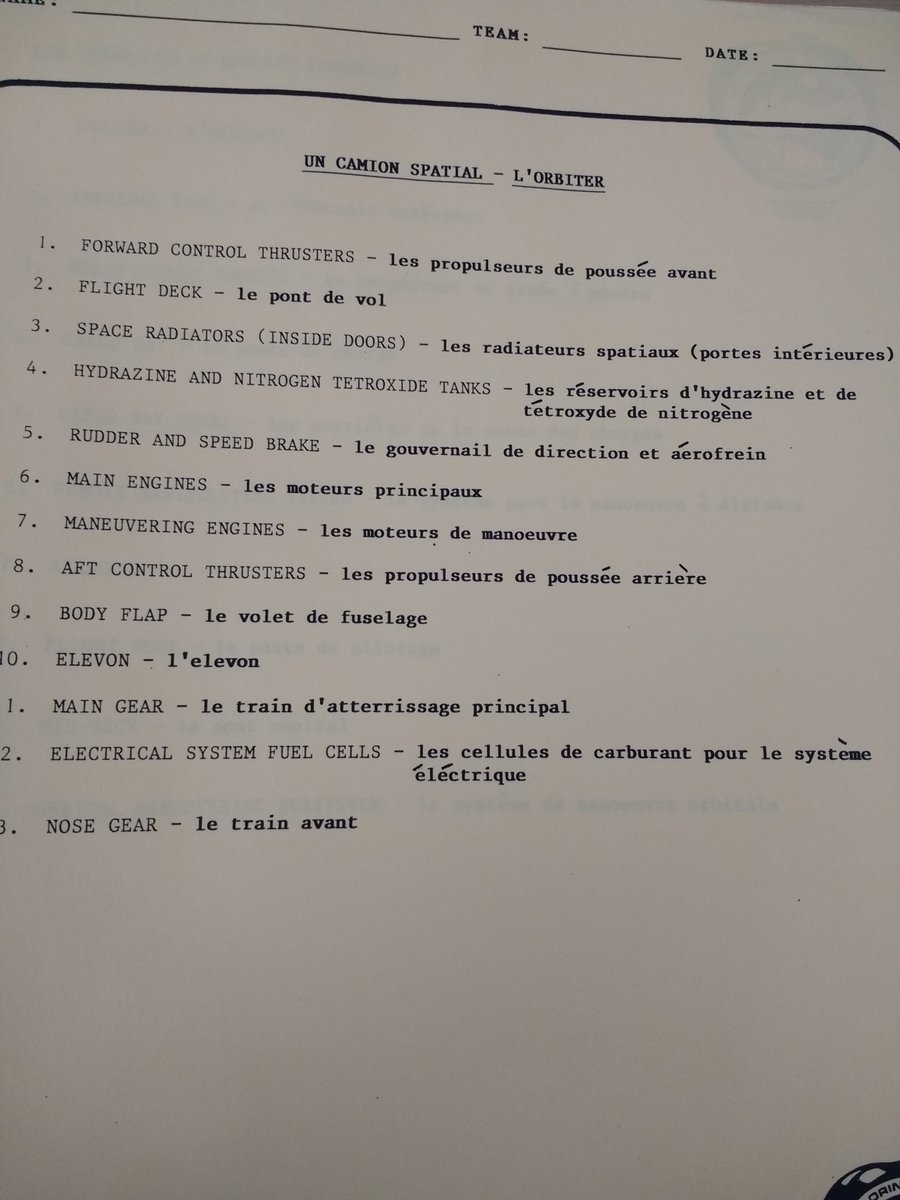 TEAM: DATE:
UN CAMION SPATIAL - L'ORBITER
1. FORWARD CONTROL THRUSTERS - les propulseurs de poussée avant
2. FLIGHT DECK - le pont de vol
3. SPACE RADIATORS (INSIDE DOORS) - les radiateurs spatiaux (portes intérieures)
4. HYDRAZINE AND NITROGEN TETROXIDE TANKS - les réservoirs d'hydrazine et de
tétroxyde de nitrogène
5. RUDDER AND SPEED BRAKE - le gouvernail de direction et aérofrein
6. MAIN ENGINES - les moteurs principaux
7. MANEUVERING ENGINES - les moteurs de manoeuvre
8. AFT CONTROL THRUSTERS - les propulseurs de poussée arrière
9. BODY FLAP - le volet de fuselage
10. ELEVON - l'elevon
1. MAIN GEAR - le train d'atterrissage principal
2. ELECTRICAL SYSTEM FUEL CELLS - les cellules de carburant pour le système
éléctrique
3. NOSE GEAR - le train avant